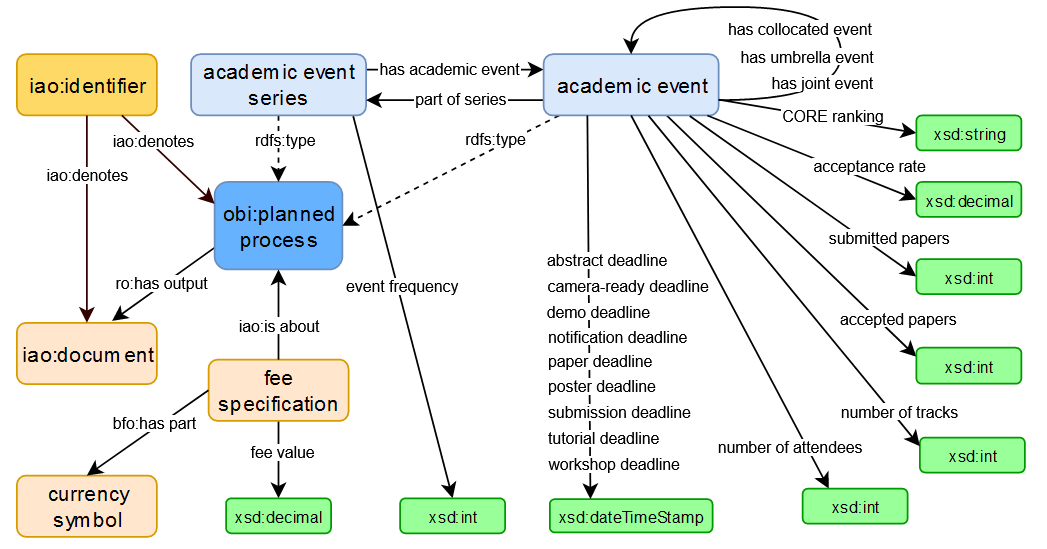 has collocated event
has umbrella event
has joint event
iao:identifier
academic event
series
has academic event
part of series
academic event
CORE ranking
xsd:string
iao:denotes
rdfs:type
rdfs:type
iao:denotes
acceptance rate
xsd:decimal
obi:planned
process
submitted papers
xsd:int
ro:has output
event frequency
abstract deadline
camera-ready deadline
demo deadline
notification deadline
paper deadline
poster deadline
submission deadline
tutorial deadline
workshop deadline
iao:is about
accepted papers
xsd:int
iao:document
fee
specification
bfo:has part
fee value
number of tracks
number of attendees
xsd:int
currency
symbol
xsd:decimal
xsd:int
xsd:dateTimeStamp
xsd:int